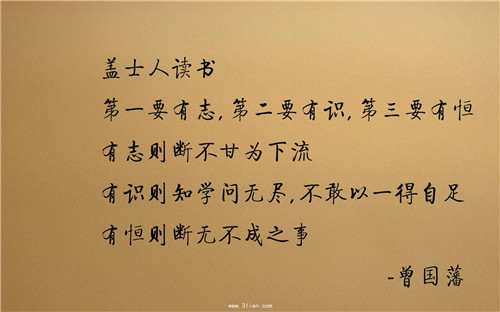 盖士人读书
第一要有志,第二要有识,第三要有恒
有志则断不甘为下流
有识则知学问无尽,不敢以一得自足
有恒则断无不成之事
-曾国藩
www.3lian.com